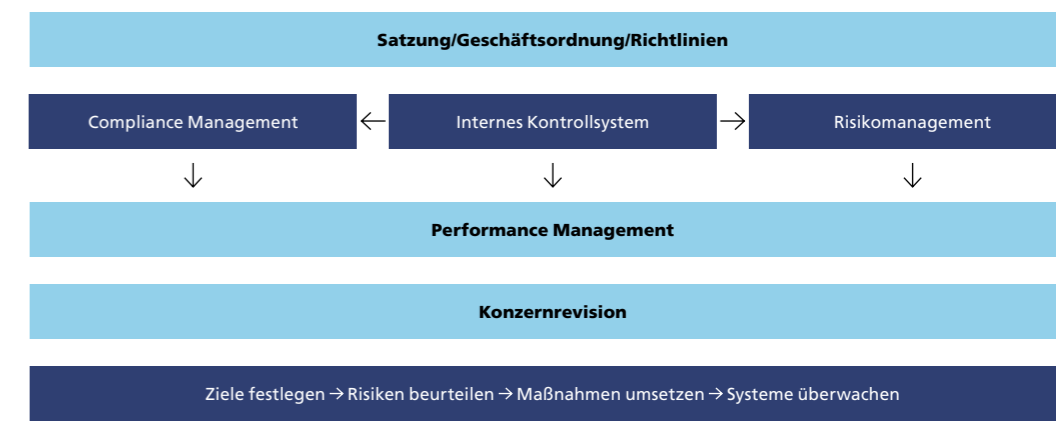 Satzung/Geschäftsordnung/Richtlinien
Compliance Management ← Internes Kontrollsystem → Risikomanagement
↓ ↓ ↓
Performance Management
Konzernrevision
Ziele festlegen → Risiken beurteilen → Maßnahmen umsetzen → Systeme überwachen